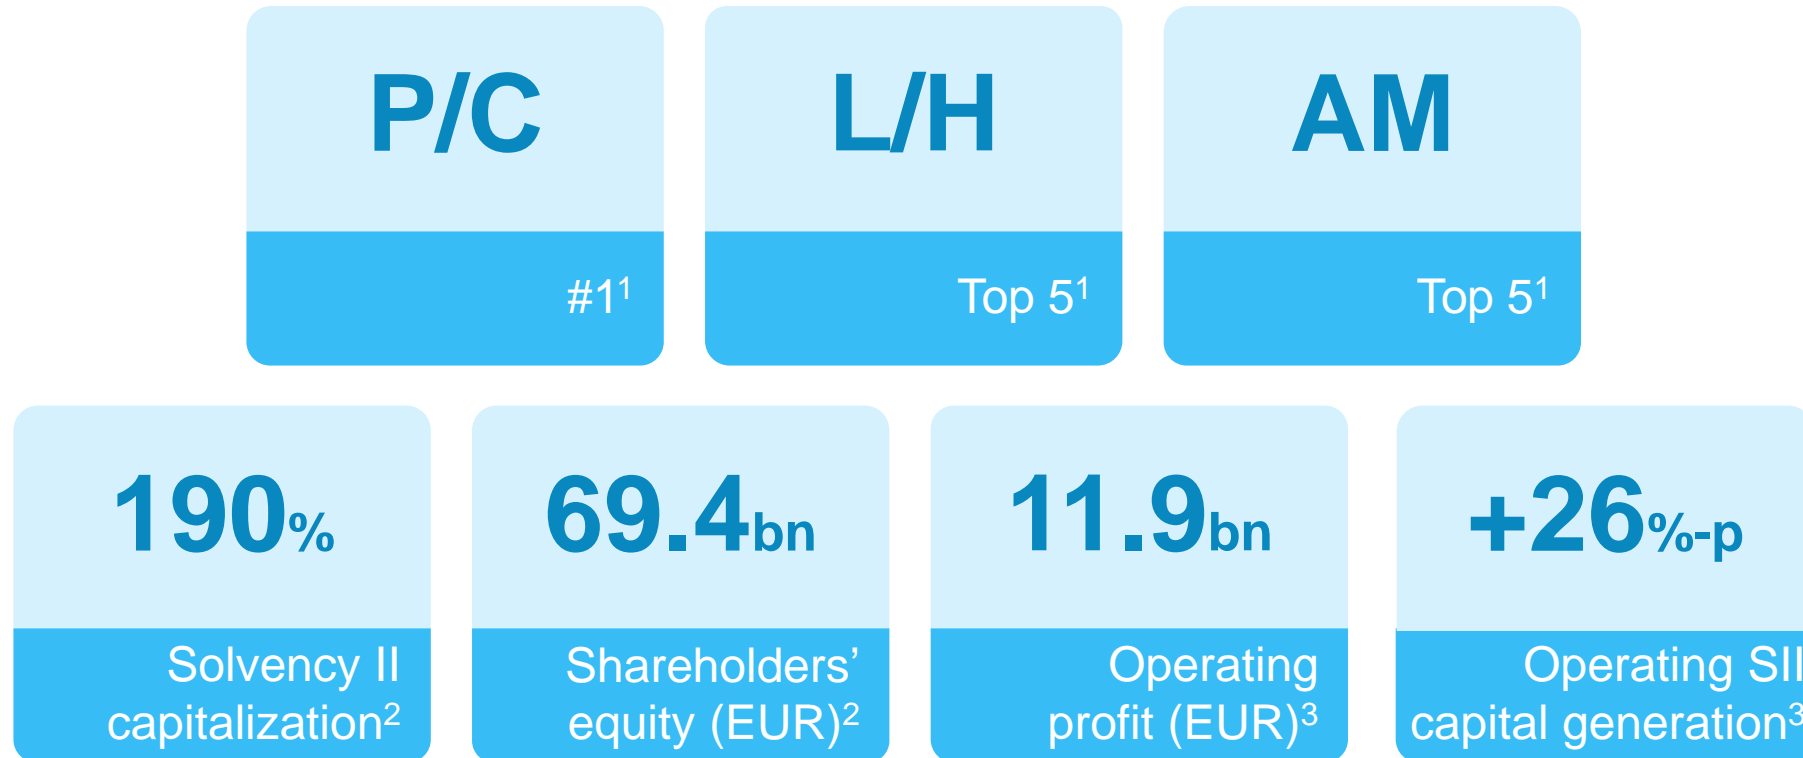 P/C
#1¹
L/H
Top 5¹
AM
Top 5¹
190%
Solvency II
capitalization²
69.4bn
Shareholders’
equity (EUR)²
11.9bn
Operating
profit (EUR)³
+26%-p
Operating SII
capital generation³